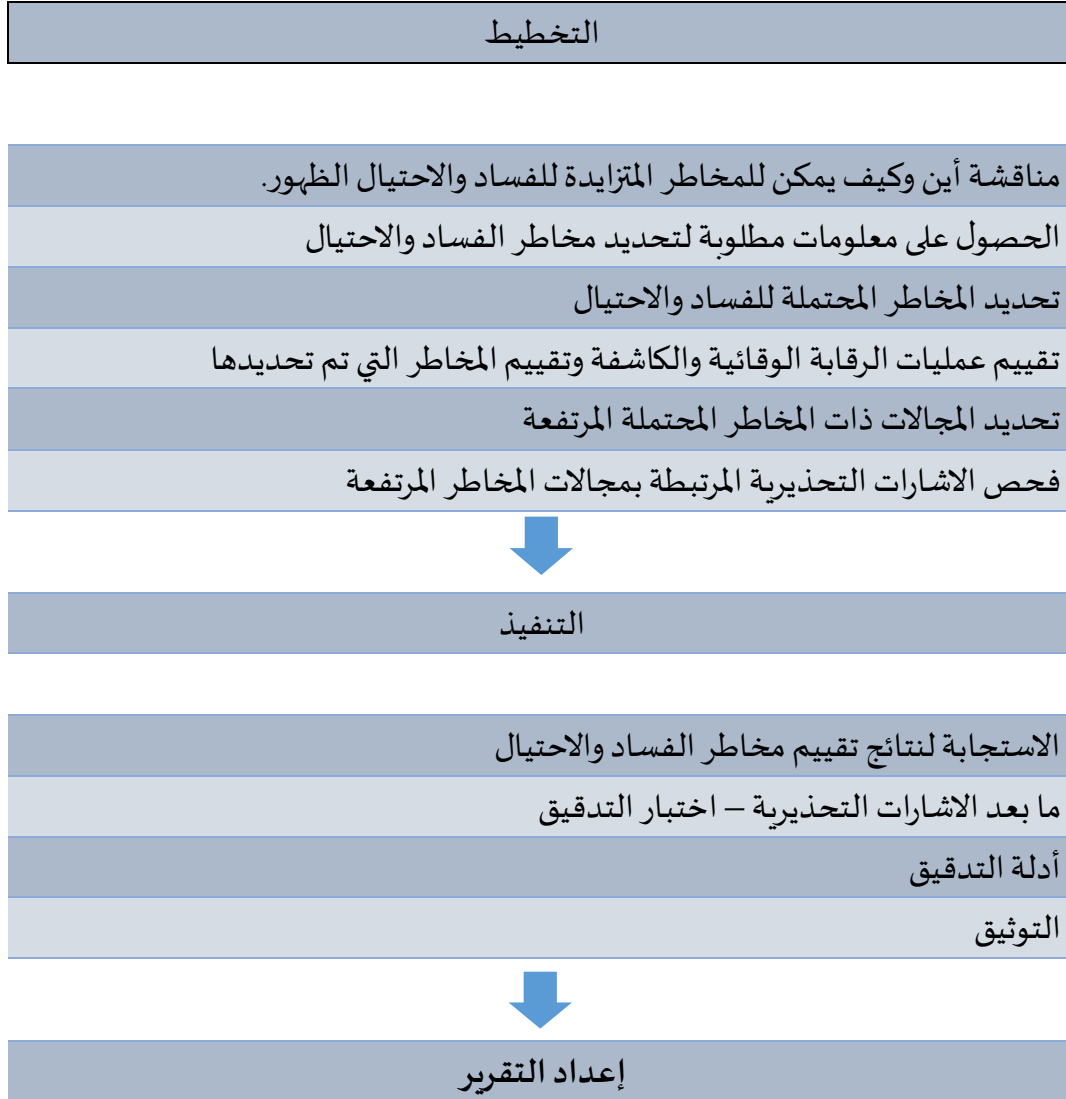 التخطيط
مناقشة أين وكيف يمكن للمخاطر المتزايدة للفساد والاحتيال الظهور.
الحصول على معلومات مطلوبة لتحديد مخاطر الفساد والاحتيال
تحديد المخاطر المحتملة للفساد والاحتيال
تقييم عمليات الرقابة الوقائية والكاشفة وتقييم المخاطر التي تم تحديدها
تحديد المجالات ذات المخاطر المحتملة المرتفعة
فحص الاشارات التحذيرية المرتبطة بمجالات المخاطر المرتفعة
التنفيذ
الاستجابة لنتائج تقييم مخاطر الفساد والاحتيال
ما بعد الاشارات التحذيرية – اختبار التدقيق
أدلة التدقيق
التوثيق
إعداد التقرير